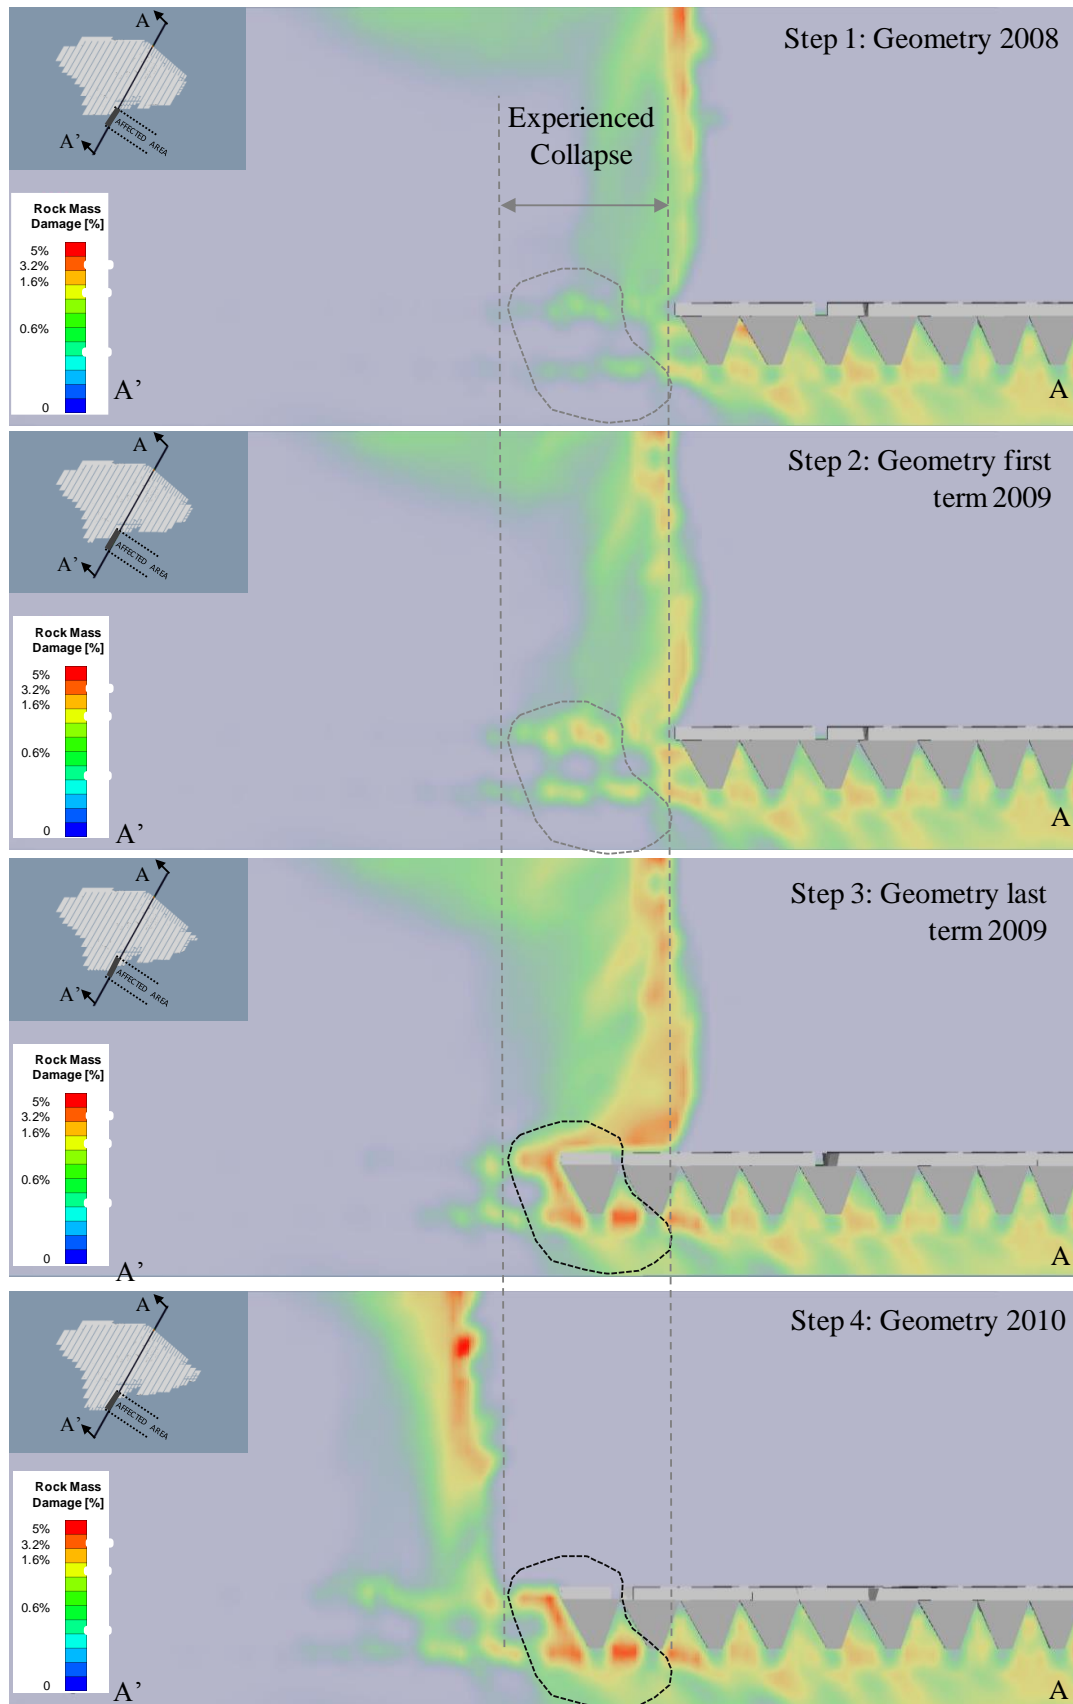 A
AFFECTED AREA
A’
Step 1: Geometry 2008
Experienced
Collapse
Rock Mass
Damage [%]
5%
3.2%
1.6%
0.6%
0
A’
A
A
AFFECTED AREA
A’
Step 2: Geometry first
term 2009
Rock Mass
Damage [%]
5%
3.2%
1.6%
0.6%
0
A’
A
A
AFFECTED AREA
A’
Step 3: Geometry last
term 2009
Rock Mass
Damage [%]
5%
3.2%
1.6%
0.6%
0
A’
A
A
AFFECTED AREA
A’
Step 4: Geometry 2010
Rock Mass
Damage [%]
5%
3.2%
1.6%
0.6%
0
A’
A